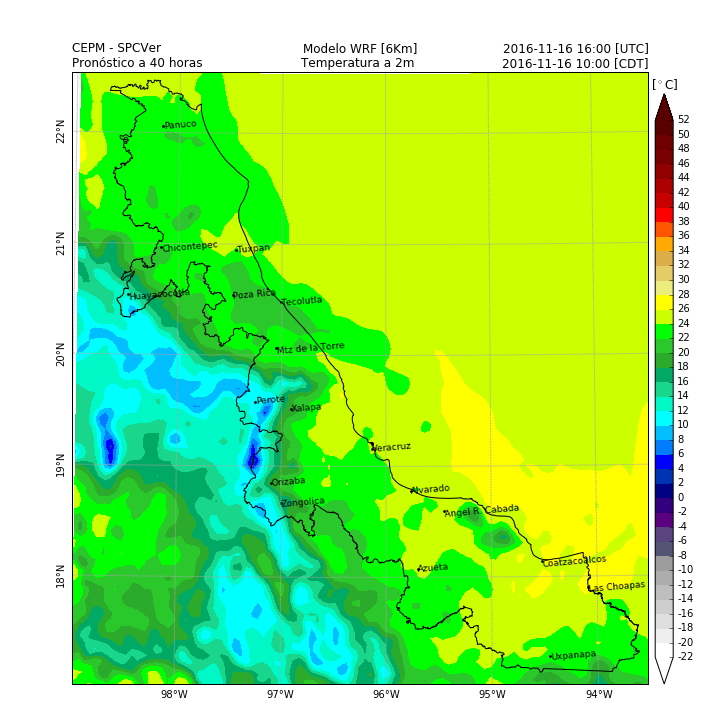 CEPM - SPCVer Modelo WRF [6Km] 2016-11-16 16:00 [UTC]
Pronóstico a 40 horas Temperatura a 2m 2016-11-16 10:00 [CDT]
[°C]
52
50
48
46
44
42
40
38
36
34
32
30
28
26
24
22
20
18
16
14
12
10
8
6
4
2
0
-2
-4
-6
-8
-10
-12
-14
-16
-18
-20
-22
22°N
21°N
20°N
19°N
18°N
Panuco
Chicontepec
Tuxpan
Huayacocotla
Poza Rica
Tecolutla
Mtz de la Torre
Perote
Xalapa
Veracruz
Orizaba
Zongolica
Alvarado
Angel R. Cabada
Azueta
Coatzacoalcos
Las Choapas
Uxpanapa
98°W 97°W 96°W 95°W 94°W